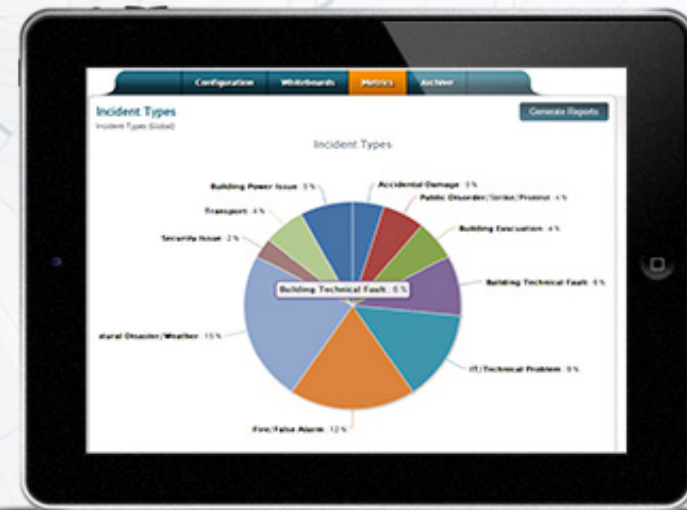 Configuration Whiteboards Metrics Archive
Incident Types
Incident Types (Global)
Generate Reports
Incident Types
Building Power Issue: 5 %
Accidental Damage: 3 %
Transport: 4 %
Public Disorder/Strike/Protest: 4 %
Security Issue: 2 %
Building Evacuation: 4 %
Building Technical Fault: 6 %
Building Technical Fault: 6 %
atural Disaster/Weather: 15 %
IT/Technical Problem: 9 %
Fire/False Alarm: 12 %